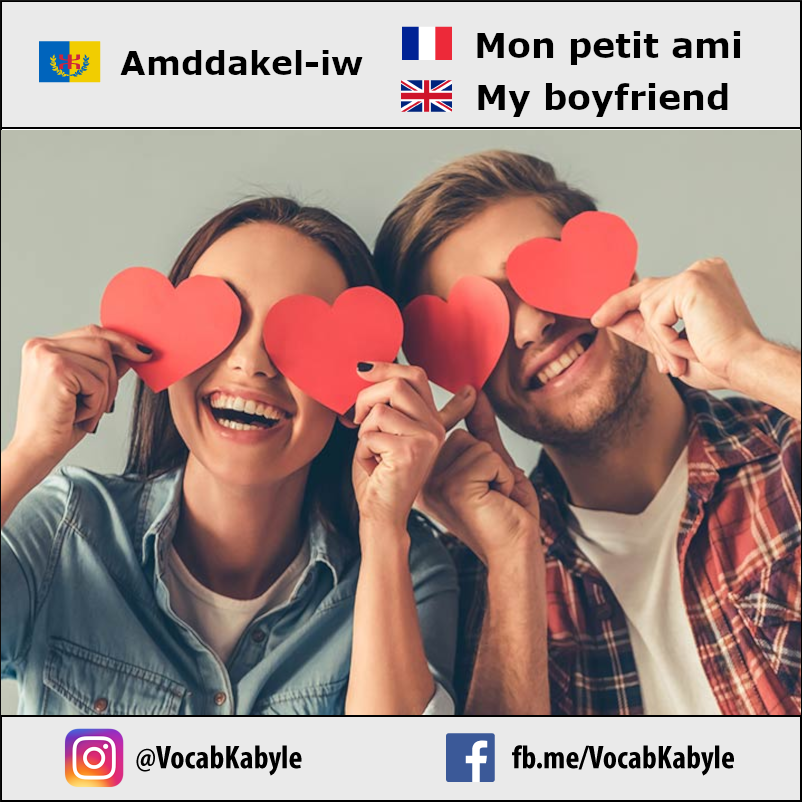 Amddakel-iw
Mon petit ami
My boyfriend
@VocabKabyle
fb.me/VocabKabyle